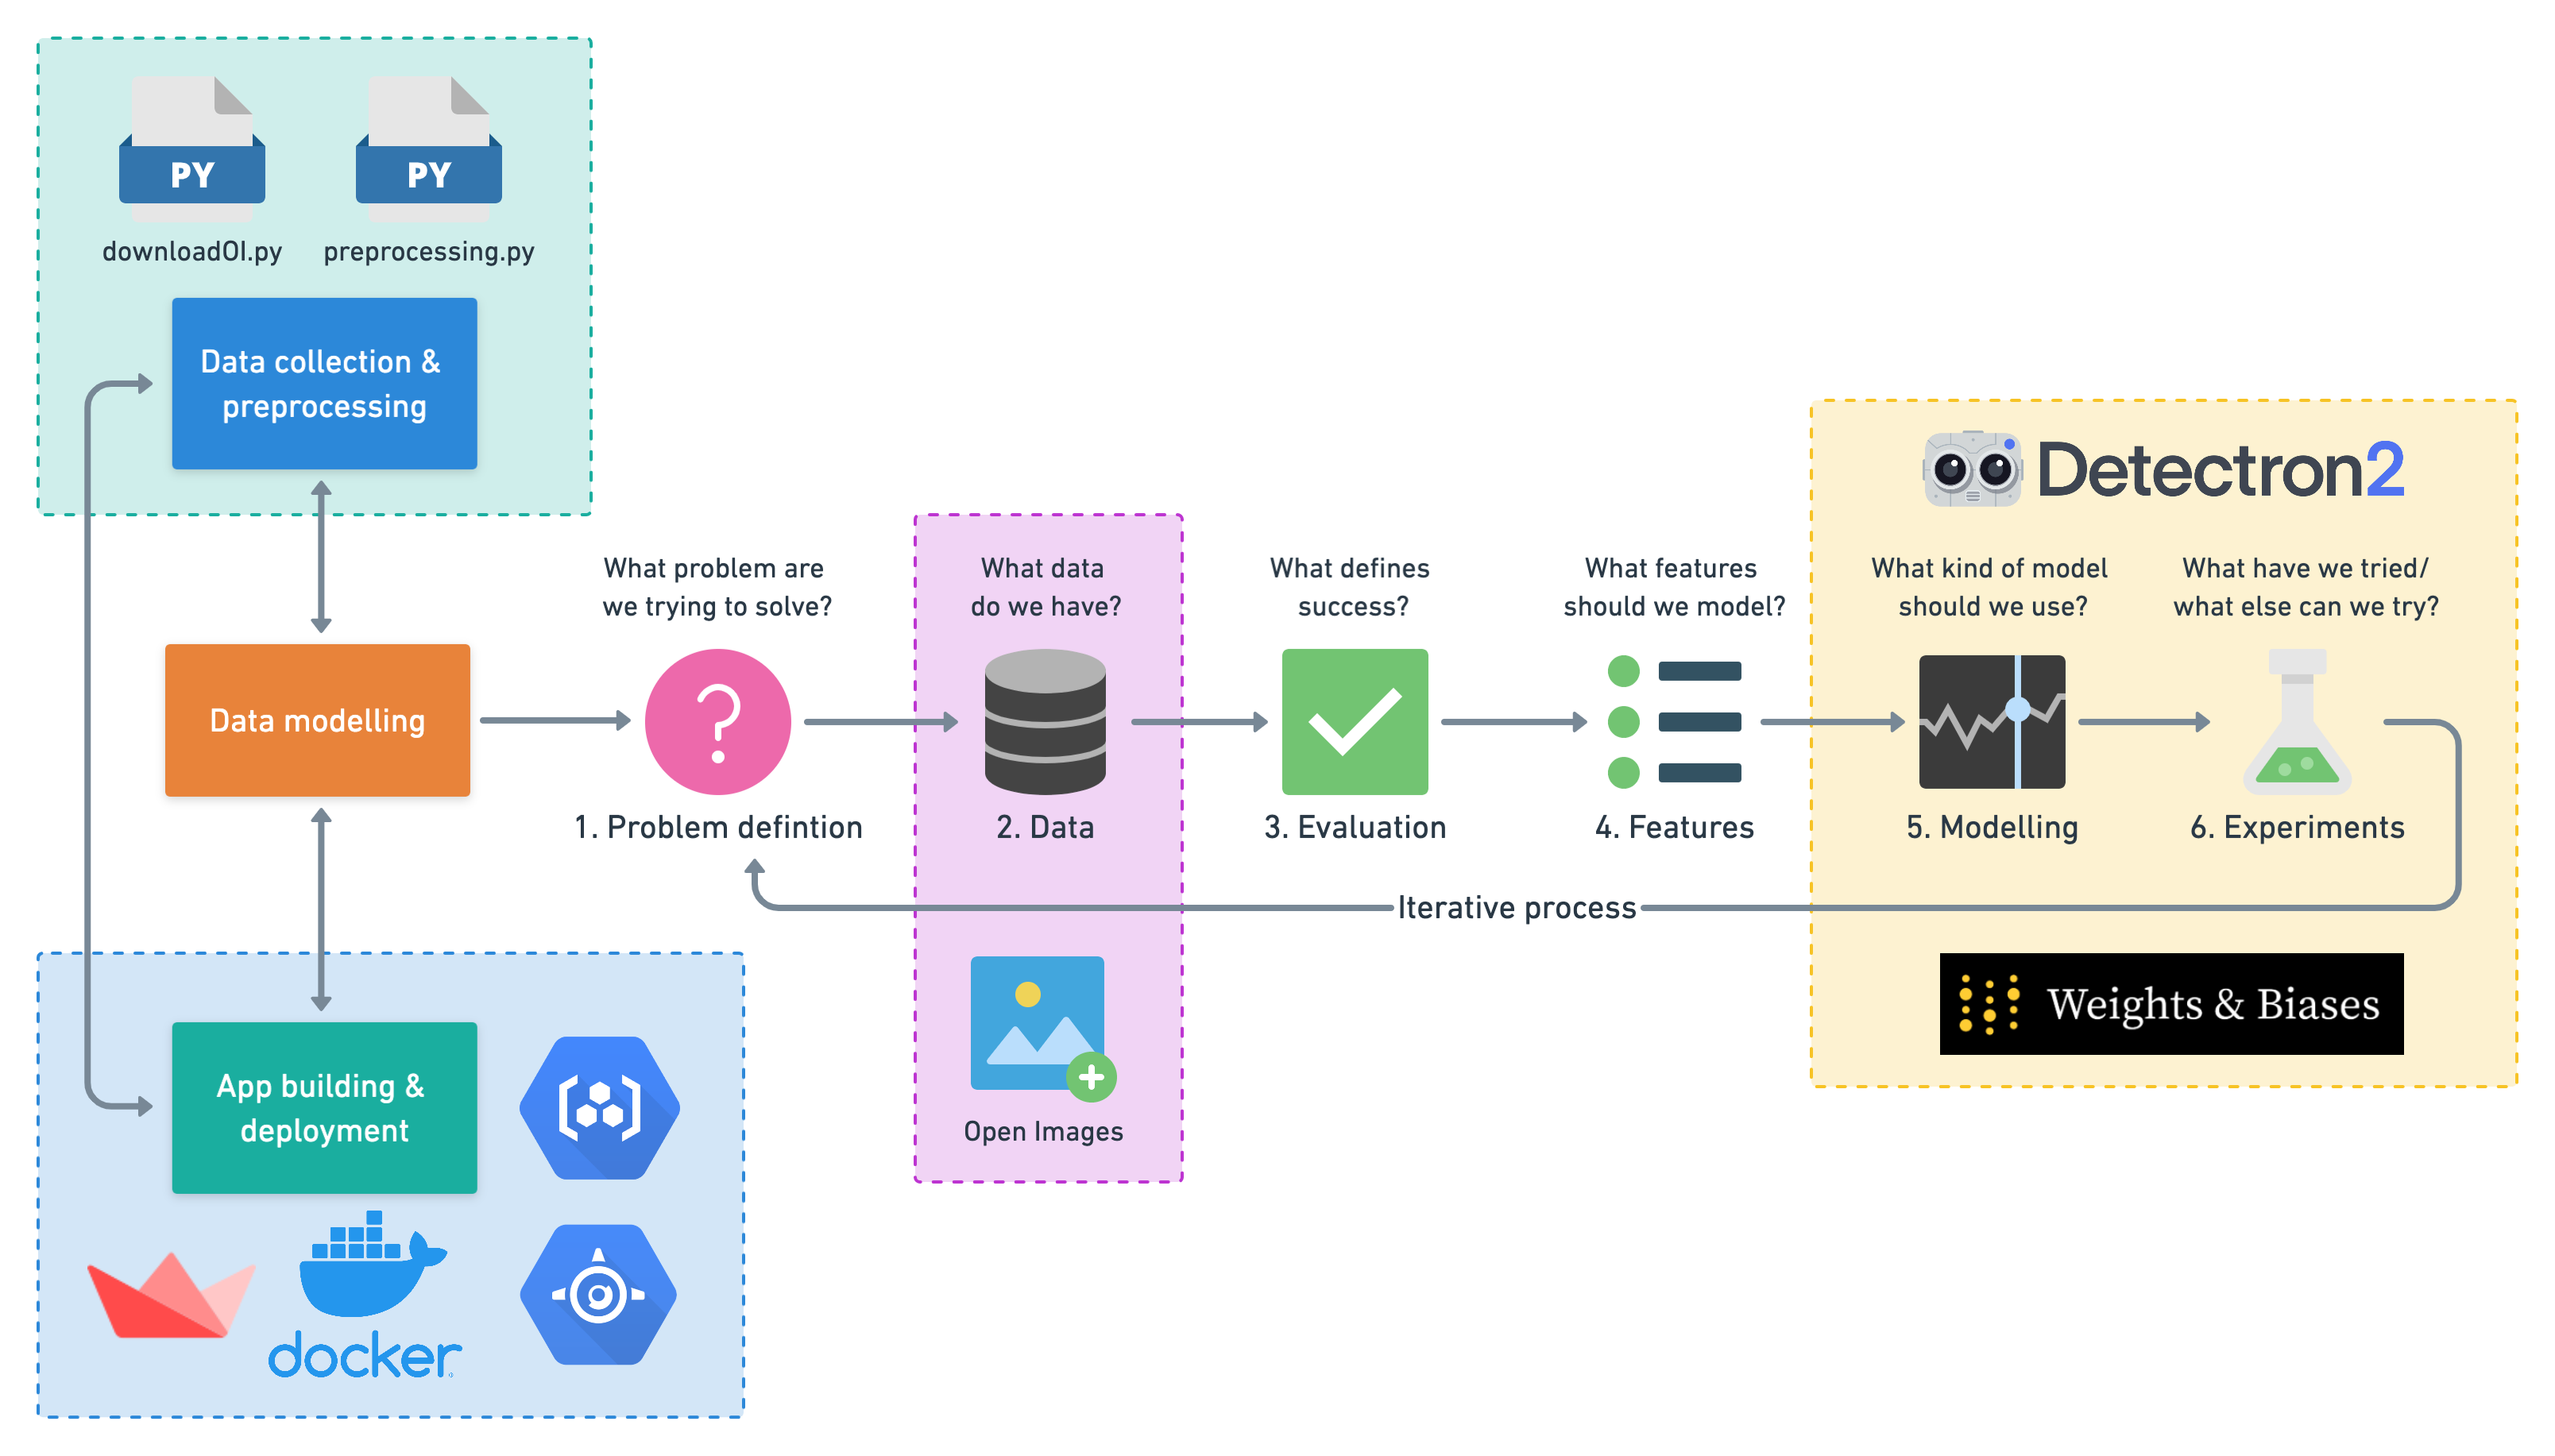 PY
PY
downloadOI.py
preprocessing.py
Data collection &
preprocessing
Data modelling
App building &
deployment
docker
What problem are
we trying to solve?
1. Problem defintion
What data
do we have?
2. Data
Open Images
What defines
success?
3. Evaluation
What features
should we model?
4. Features
Detectron2
What kind of model
should we use?
5. Modelling
What have we tried/
what else can we try?
6. Experiments
Iterative process
Weights & Biases